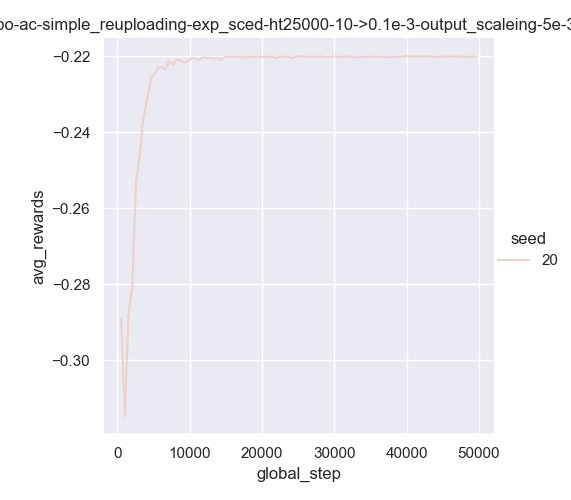 oo-ac-simple_reuploading-exp_sced-ht25000-10->0.1e-3-output_scaleing-5e-3
−0.22
−0.24
−0.26
−0.28
−0.30
avg_rewards
0 10000 20000 30000 40000 50000
global_step
seed
20